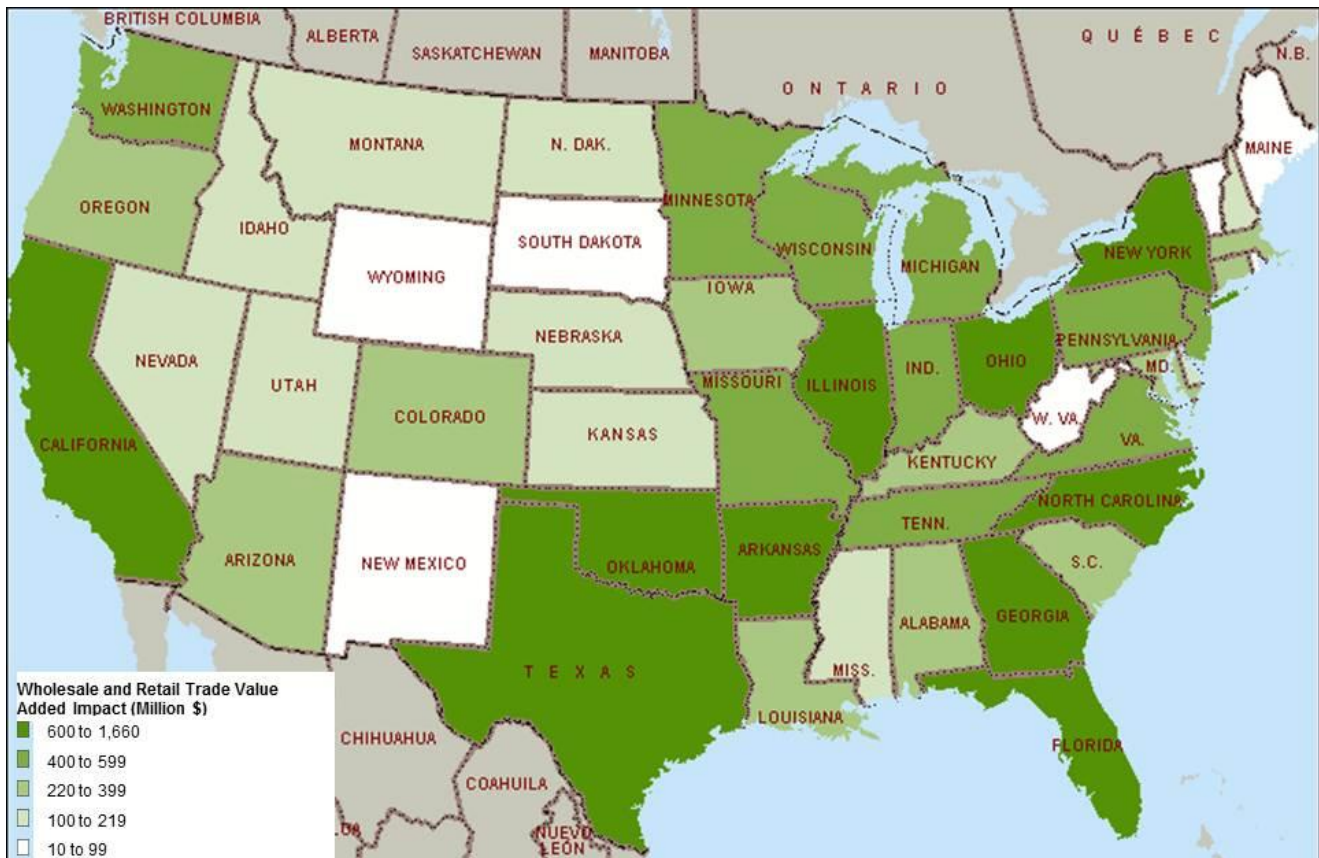 BRITISH COLUMBIA
ALBERTA
SASKATCHEWAN
MANITOBA
ONTARIO
QUÉBEC
N.B.
WASHINGTON
MONTANA
N. DAK.
MINNESOTA
MAINE
OREGON
IDAHO
SOUTH DAKOTA
WYOMING
WISCONSIN
MICHIGAN
NEW YORK
IOWA
NEBRASKA
NEVADA
UTAH
COLORADO
MISSOURI
ILLINOIS
IND.
OHIO
PENNSYLVANIA
MD.
W. VA.
VA.
CALIFORNIA
KANSAS
KENTUCKY
NORTH CAROLINA
TENN.
ARIZONA
NEW MEXICO
OKLAHOMA
ARKANSAS
S.C.
GEORGIA
ALABAMA
MISS.
TEXAS
LOUISIANA
FLORIDA
CHIHUAHUA
COAHUILA
NUEVO
LEÓN
Wholesale and Retail Trade Value
Added Impact (Million $)
600 to 1,660
400 to 599
220 to 399
100 to 219
10 to 99